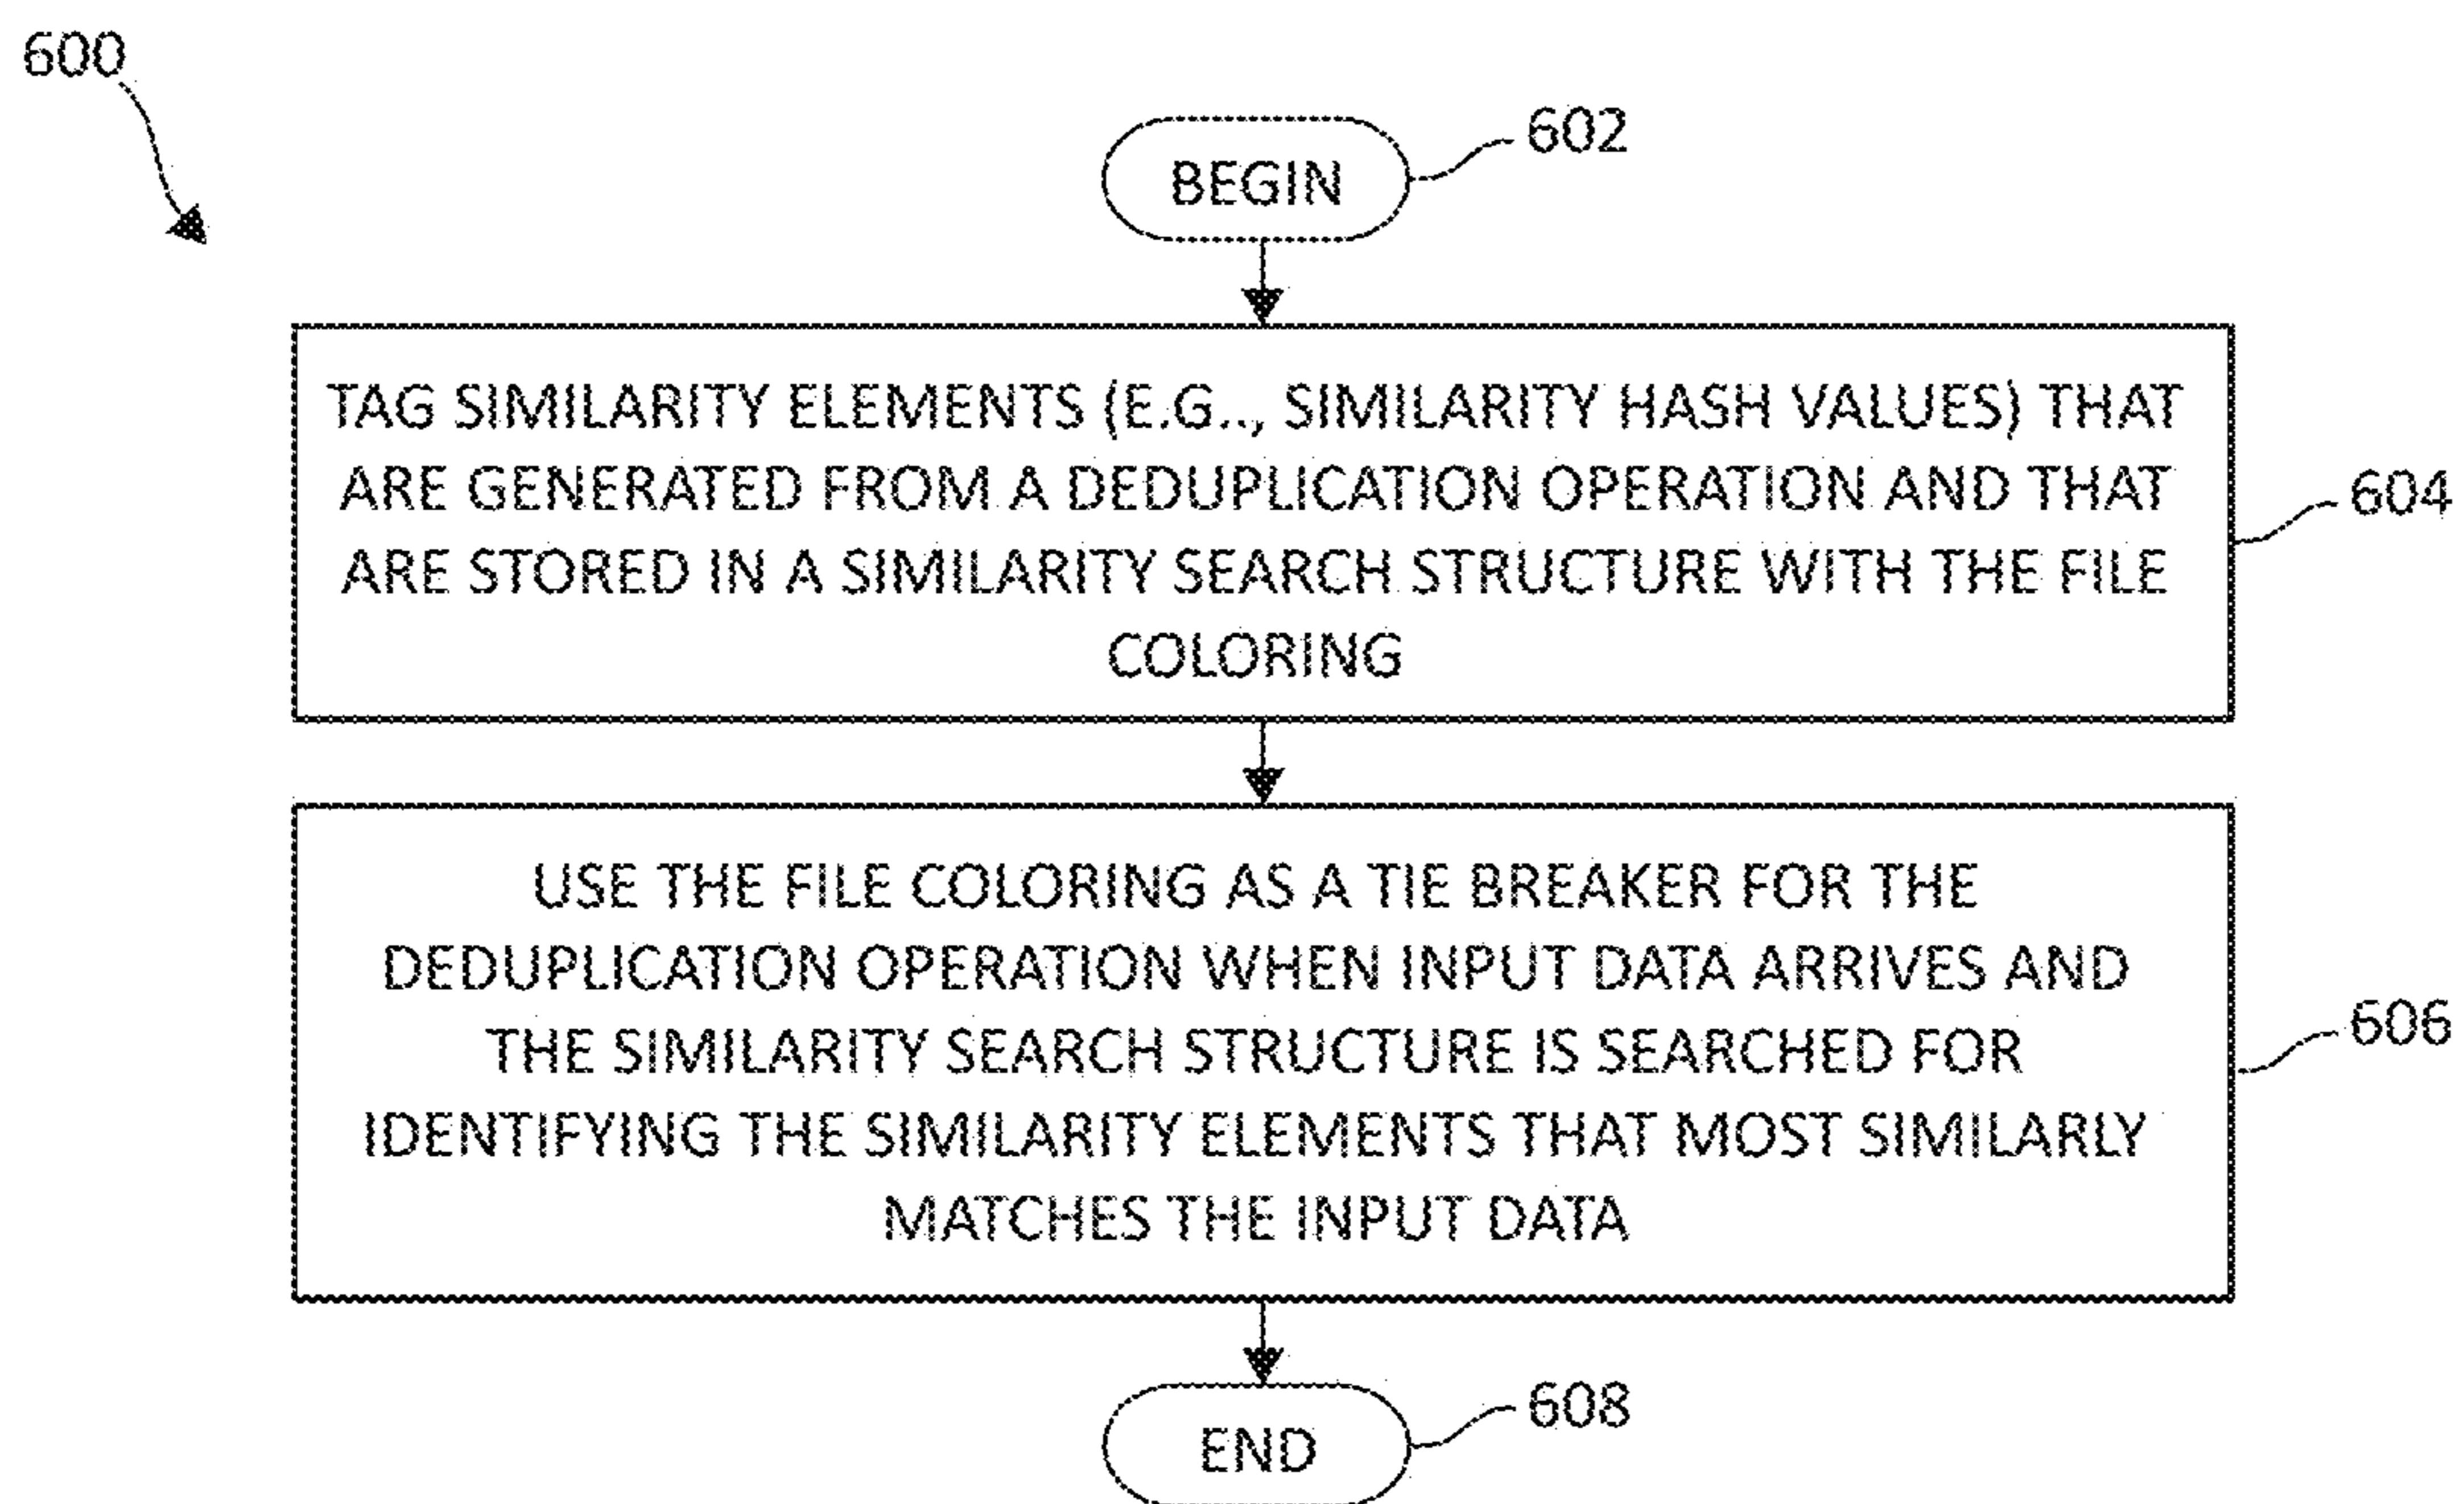 600
BEGIN
602
TAG SIMILARITY ELEMENTS (E.G.., SIMILARITY HASH VALUES) THAT
ARE GENERATED FROM A DEDUPLICATION OPERATION AND THAT
ARE STORED IN A SIMILARITY SEARCH STRUCTURE WITH THE FILE
COLORING
604
USE THE FILE COLORING AS A TIE BREAKER FOR THE
DEDUPLICATION OPERATION WHEN INPUT DATA ARRIVES AND
THE SIMILARITY SEARCH STRUCTURE IS SEARCHED FOR
IDENTIFYING THE SIMILARITY ELEMENTS THAT MOST SIMILARLY
MATCHES THE INPUT DATA
606
END
608